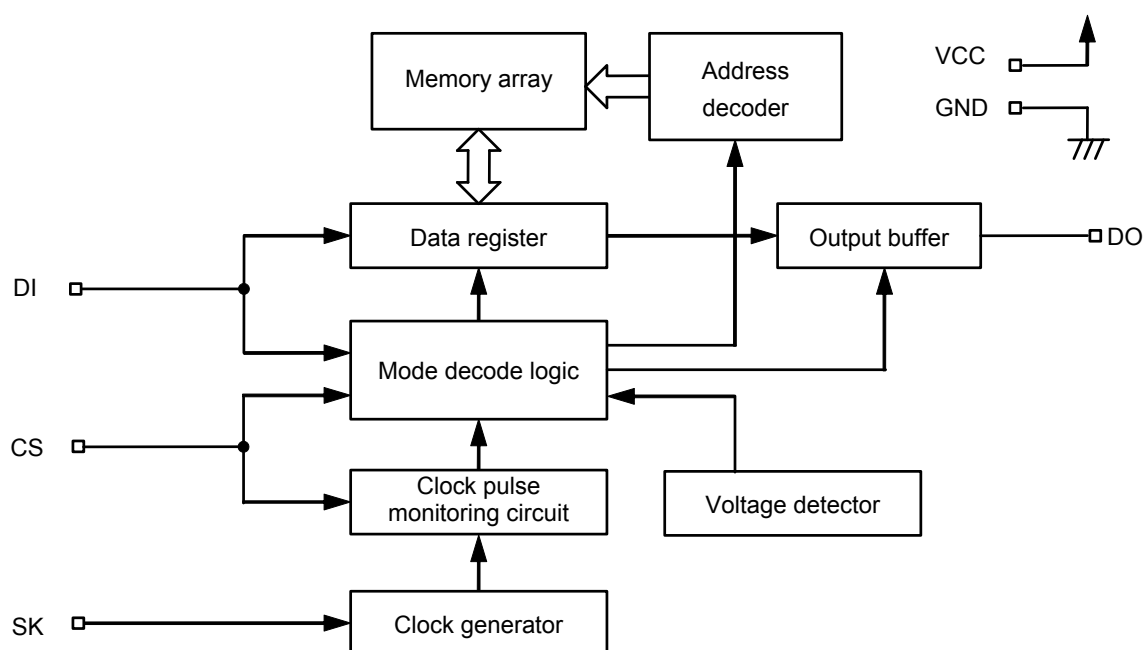 Memory array
Address
decoder
VCC
GND
Data register
Output buffer
DO
DI
Mode decode logic
CS
Clock pulse
monitoring circuit
Voltage detector
SK
Clock generator